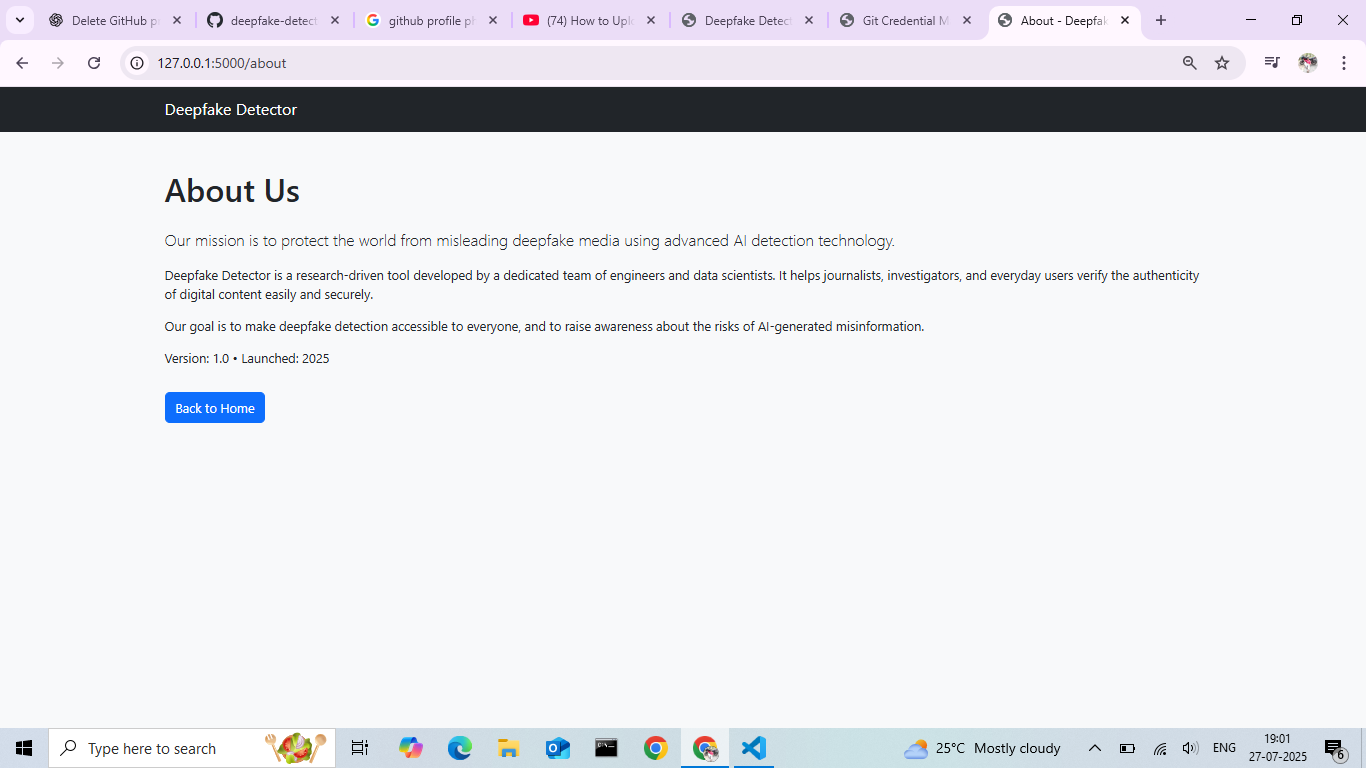 Delete GitHub p
deepfake-detect
github profile ph
(74) How to Uplo
Deepfake Detect
Git Credential M
About - Deepfak
127.0.0.1:5000/about
Deepfake Detector
About Us
Our mission is to protect the world from misleading deepfake media using advanced AI detection technology.
Deepfake Detector is a research-driven tool developed by a dedicated team of engineers and data scientists. It helps journalists, investigators, and everyday users verify the authenticity
of digital content easily and securely.
Our goal is to make deepfake detection accessible to everyone, and to raise awareness about the risks of AI-generated misinformation.
Version: 1.0 • Launched: 2025
Back to Home
Type here to search
25°C Mostly cloudy
ENG
19:01
27-07-2025
6